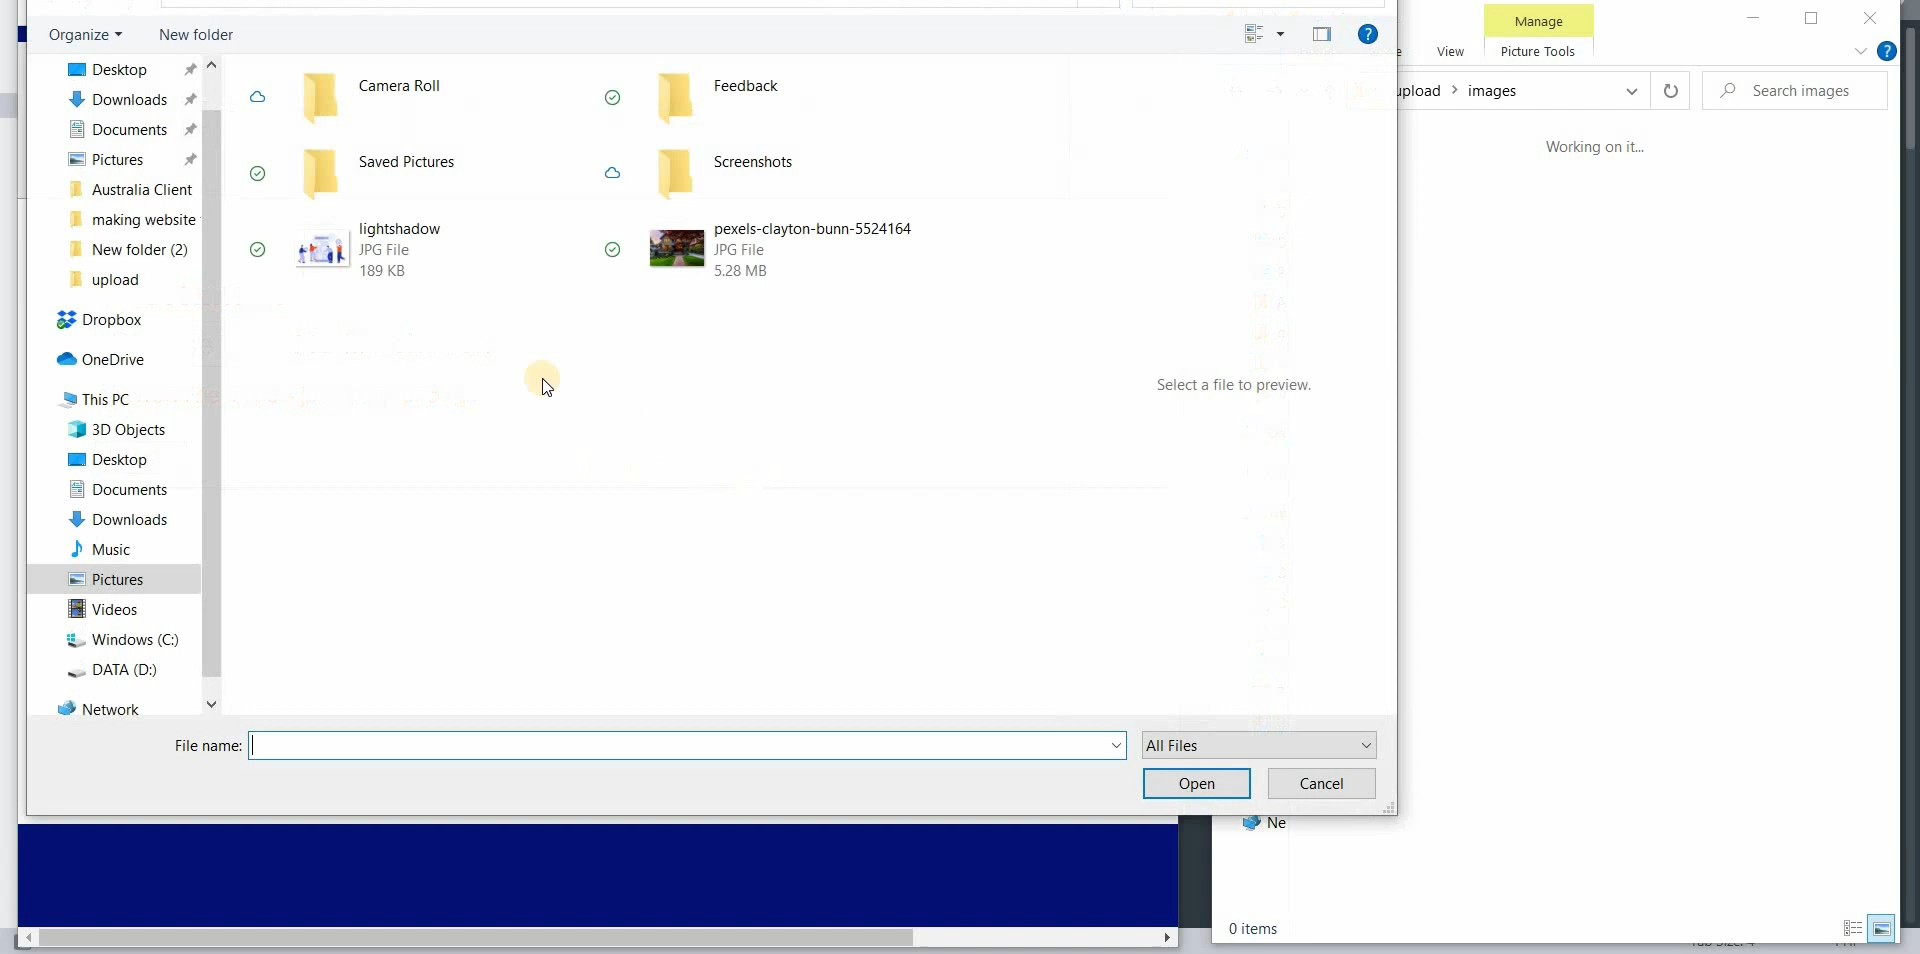 Organize
New folder
Desktop
Downloads
Documents
Pictures
Australia Client
making website
New folder (2)
upload
Dropbox
OneDrive
This PC
3D Objects
Desktop
Documents
Downloads
Music
Pictures
Videos
Windows (C:)
DATA (D:)
Network
Camera Roll
Feedback
Saved Pictures
Screenshots
lightshadow
JPG File
189 KB
pexels-clayton-bunn-5524164
JPG File
5.28 MB
Select a file to preview.
File name:
All Files
Open
Cancel
Manage
View
Picture Tools
upload > images
Search images
Working on it...
Ne
0 items